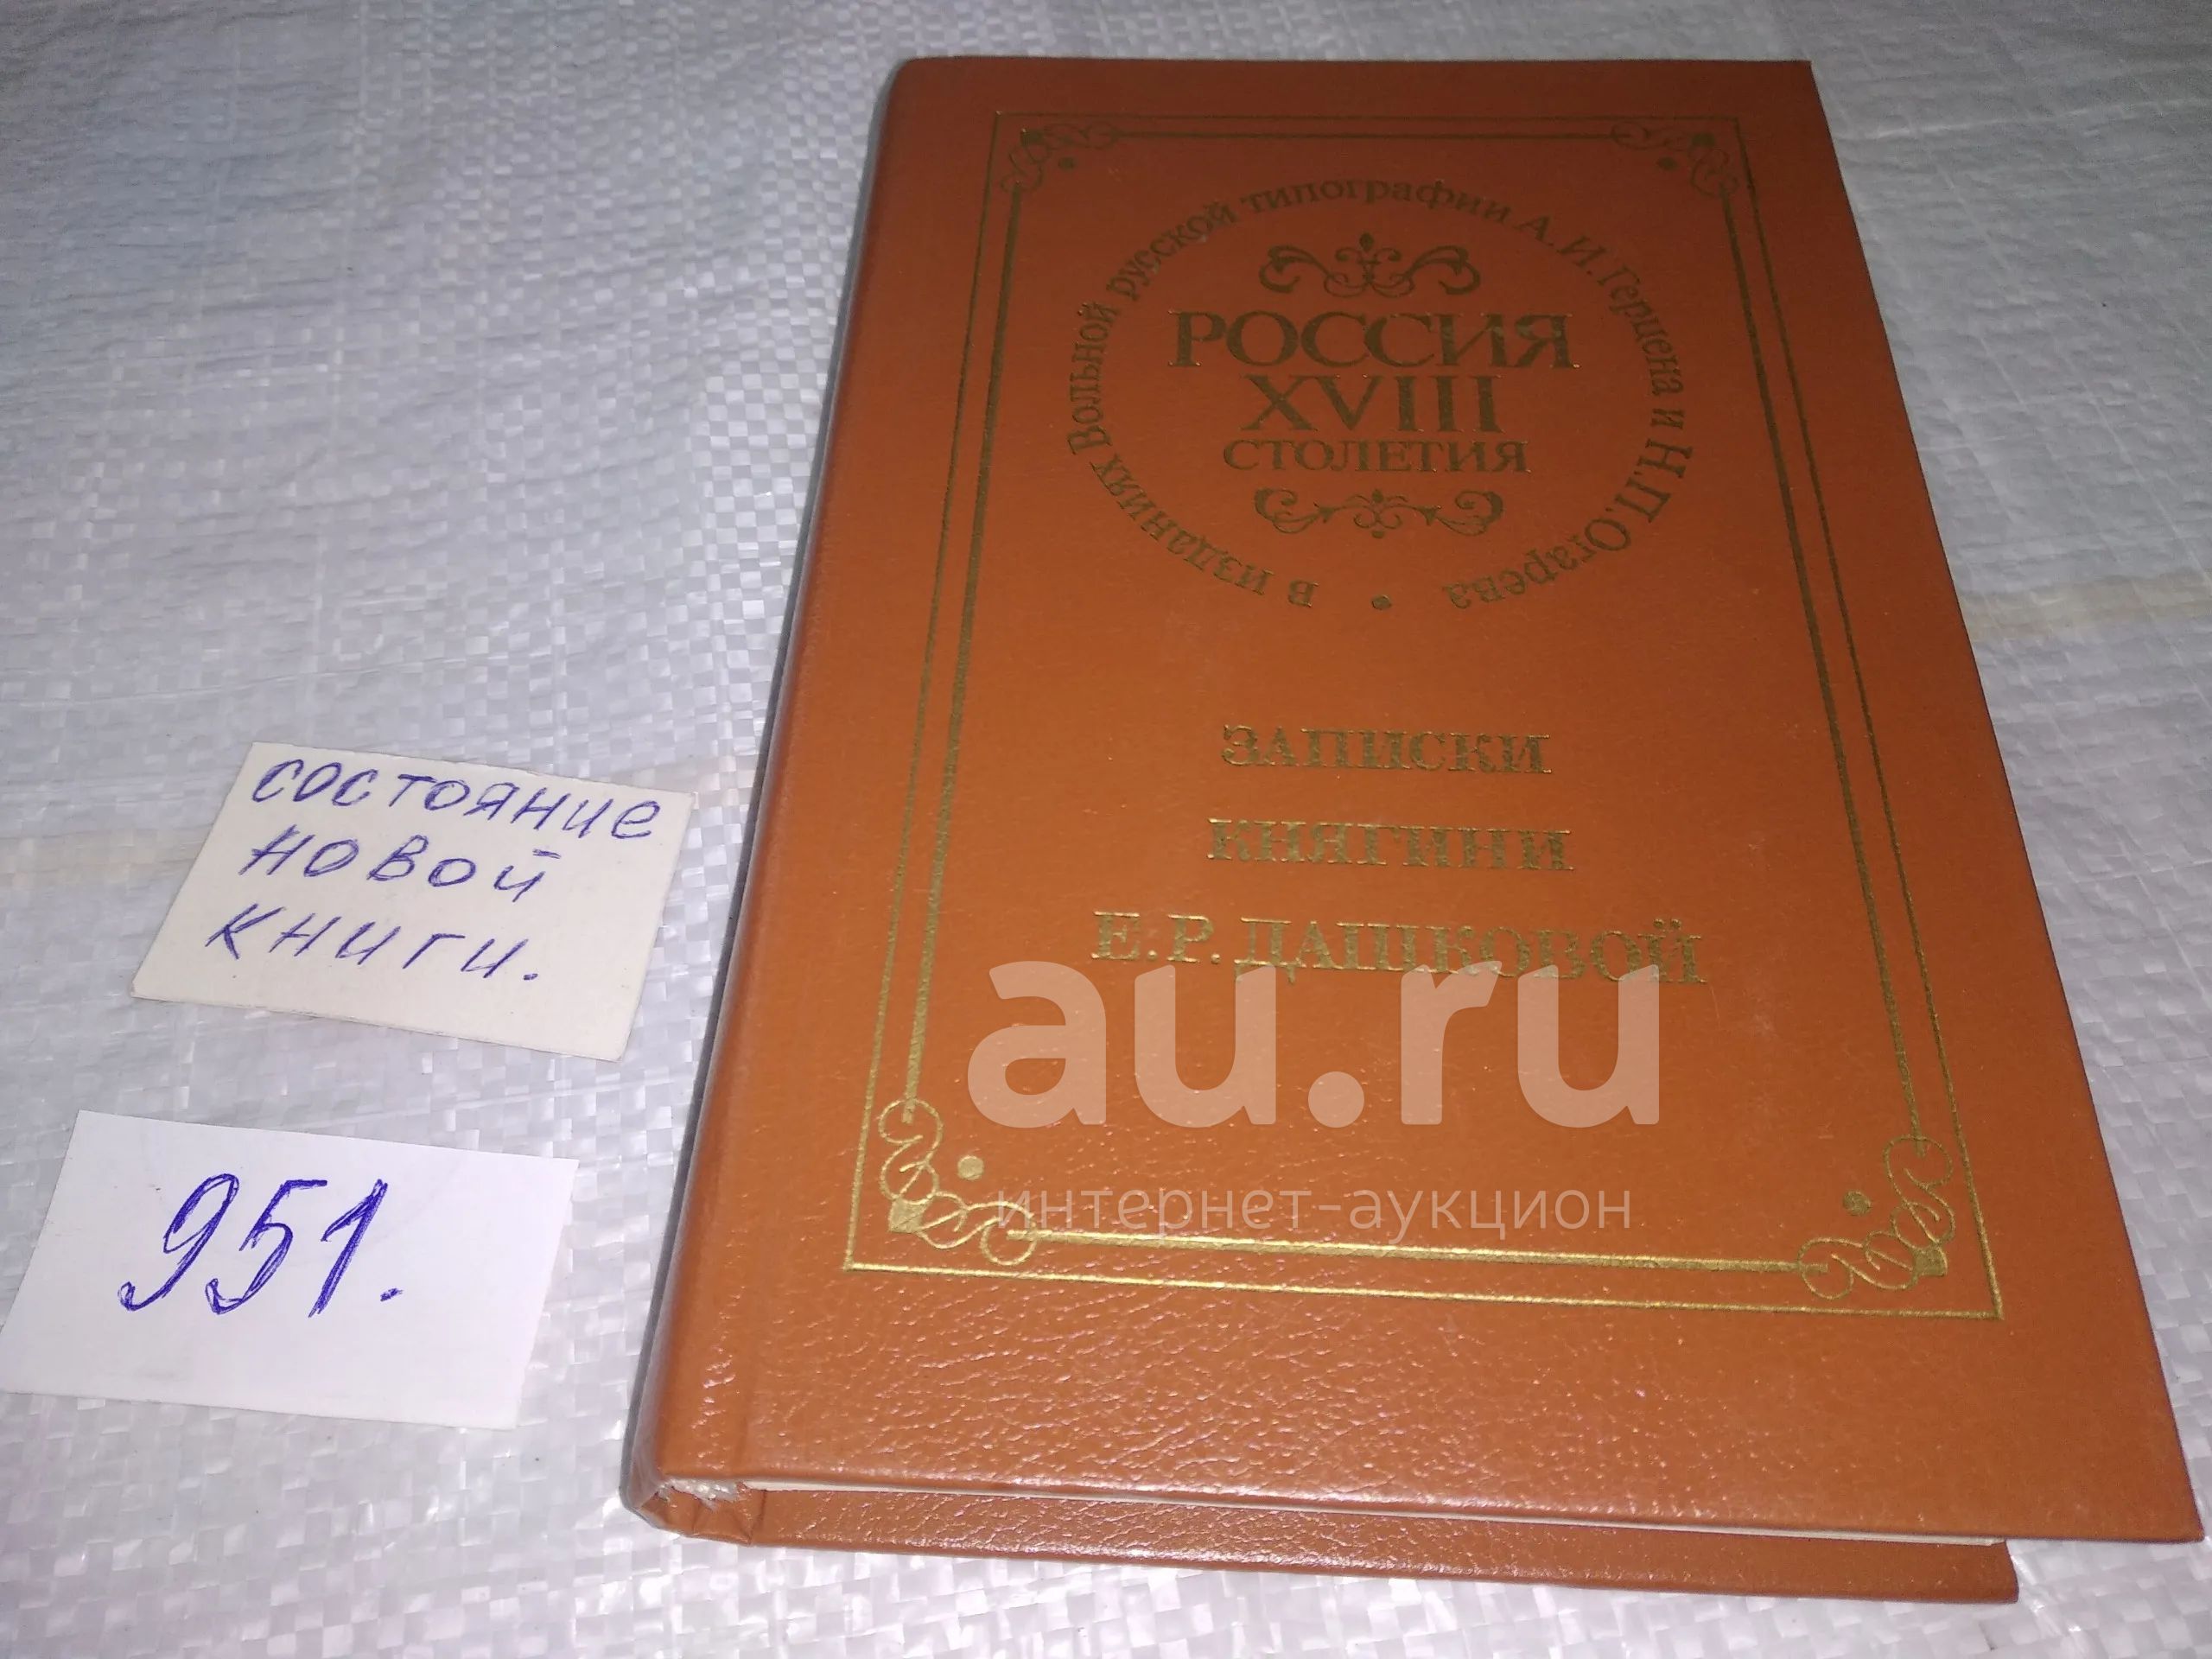 в изданиях Вольной русской типографии А. И. Герцена и Н. П. Огарева •
РОССИЯ
XVIII
СТОЛЕТИЯ
ЗАПИСКИ
КНЯГИНИ
Е. Р. ДАШКОВОЙ
au.ru
интернет-аукцион
состояние
новой
книги.
951.